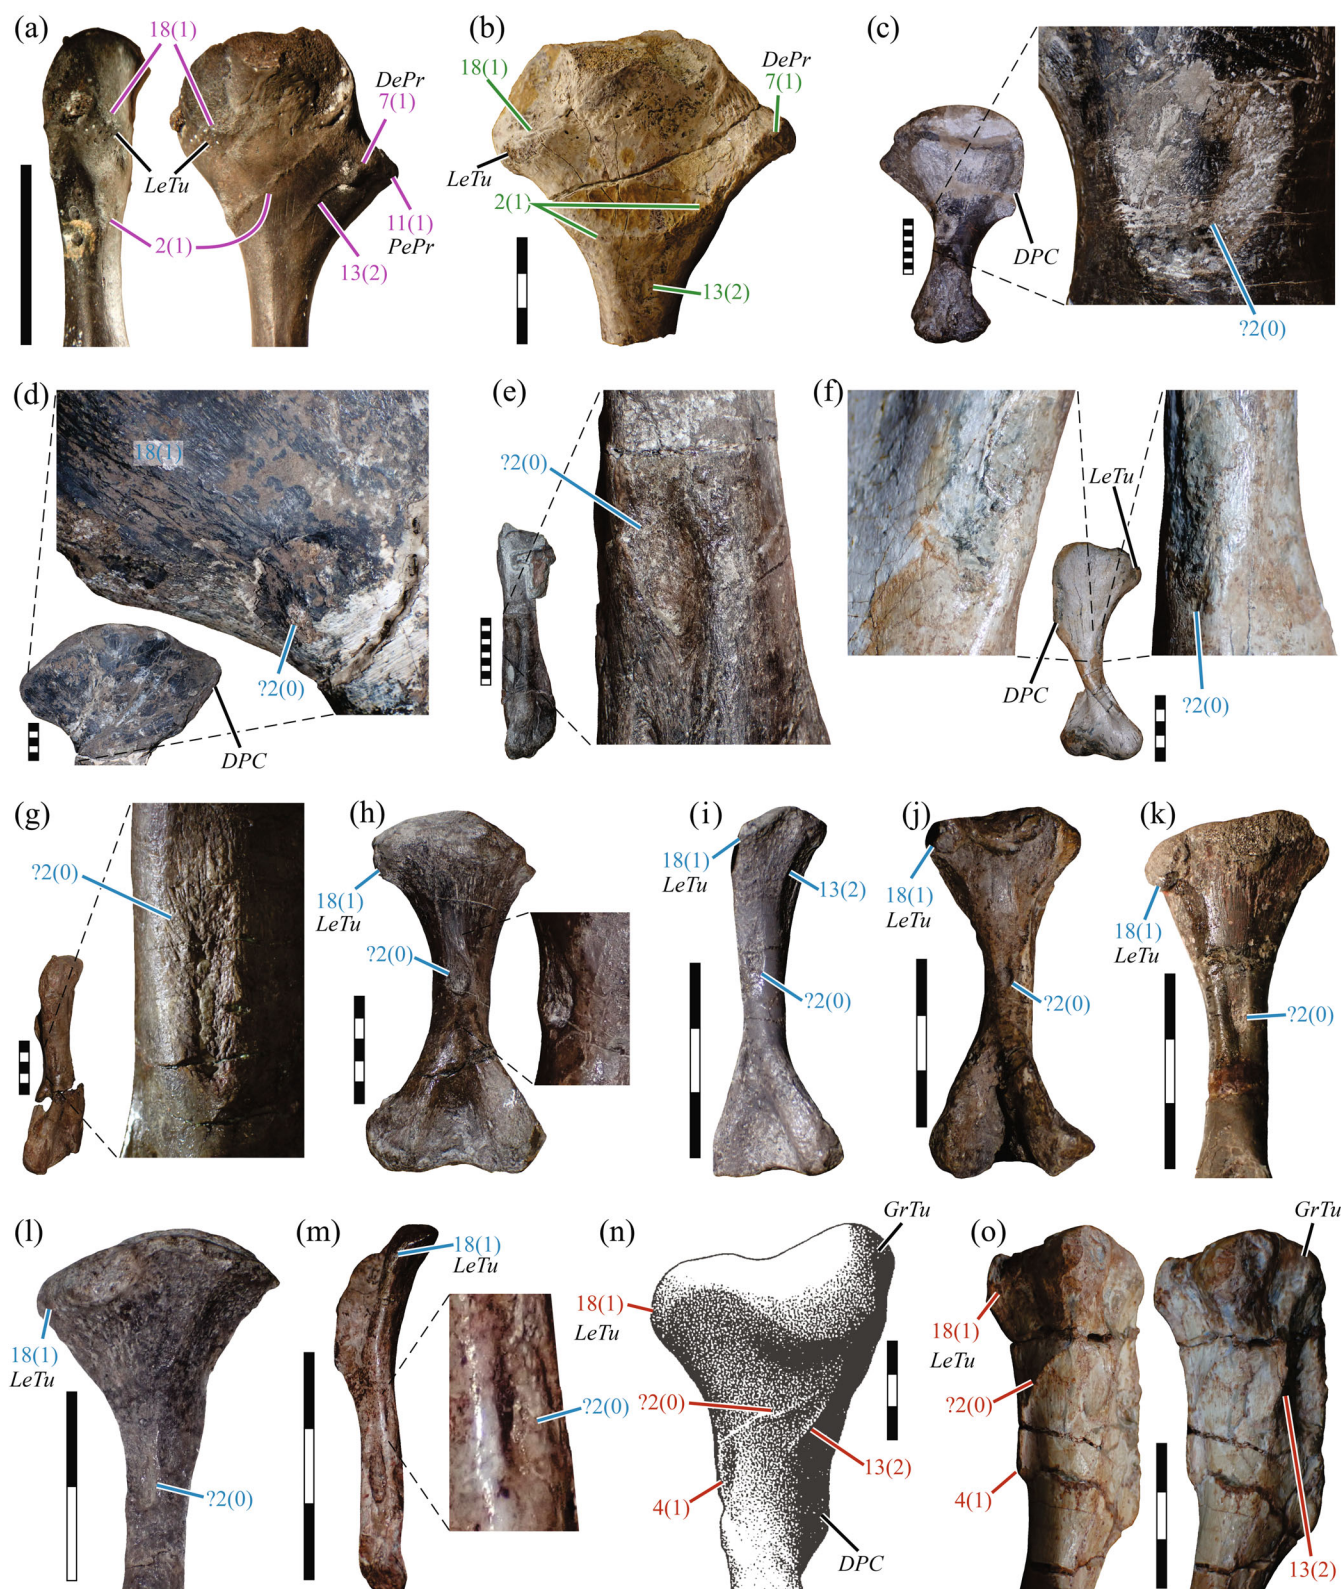 (a)
18(1)
DePr
7(1)
LeTu
2(1)
11(1)
PePr
13(2)
(b)
18(1)
DePr
7(1)
LeTu
2(1)
13(2)
(c)
DPC
?2(0)
(d)
18(1)
?2(0)
DPC
(e)
?2(0)
(f)
LeTu
DPC
?2(0)
(g)
?2(0)
(h)
18(1)
LeTu
?2(0)
(i)
18(1)
LeTu
13(2)
?2(0)
(j)
18(1)
LeTu
?2(0)
(k)
18(1)
LeTu
?2(0)
(l)
18(1)
LeTu
?2(0)
(m)
18(1)
LeTu
?2(0)
(n)
GrTu
18(1)
LeTu
?2(0)
13(2)
4(1)
DPC
(o)
GrTu
18(1)
LeTu
?2(0)
4(1)
13(2)